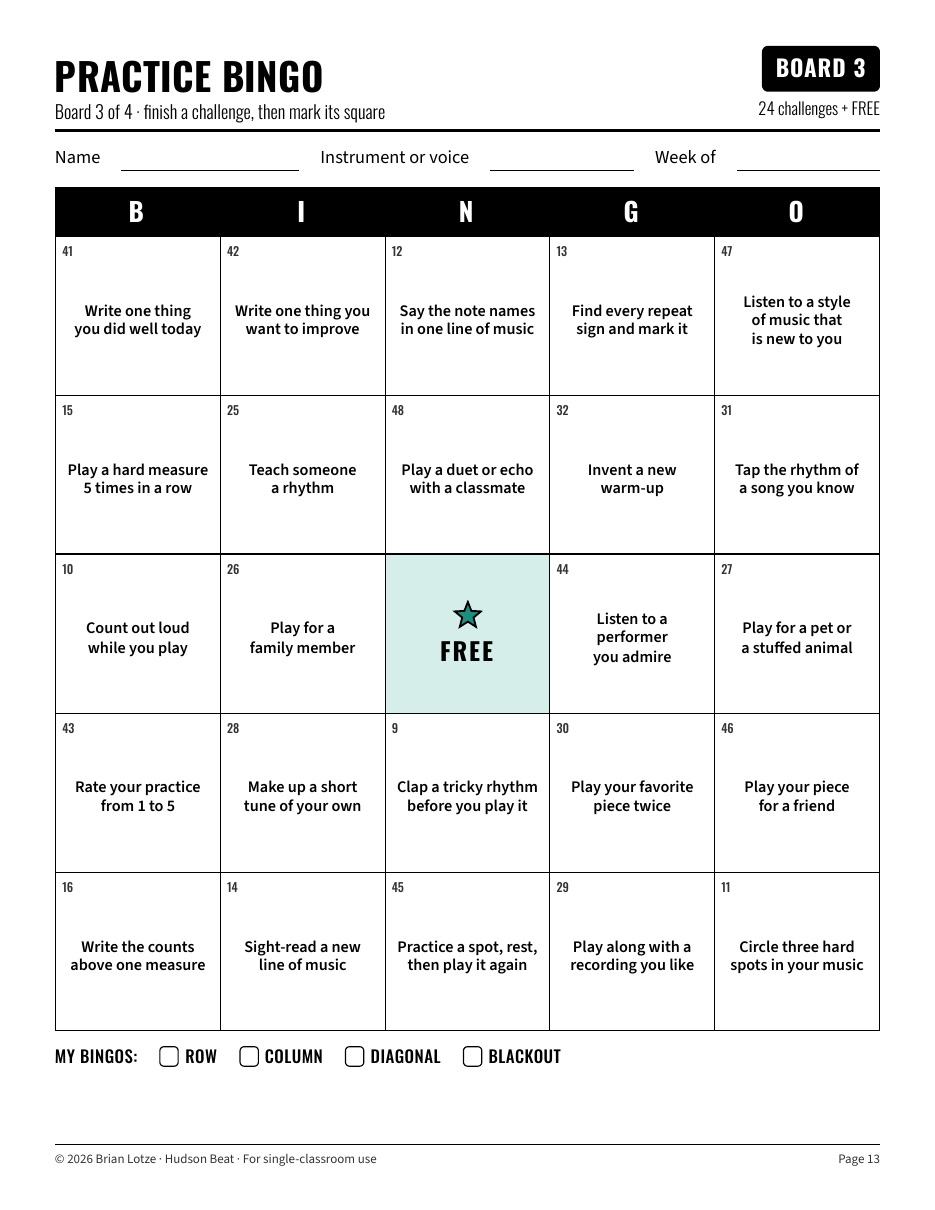 PRACTICE BINGO
BOARD 3
Board 3 of 4 · finish a challenge, then mark its square
24 challenges + FREE
Name
Instrument or voice
Week of
B I N G O
41
Write one thing
you did well today
42
Write one thing you
want to improve
12
Say the note names
in one line of music
13
Find every repeat
sign and mark it
47
Listen to a style
of music that
is new to you
15
Play a hard measure
5 times in a row
25
Teach someone
a rhythm
48
Play a duet or echo
with a classmate
32
Invent a new
warm-up
31
Tap the rhythm of
a song you know
10
Count out loud
while you play
26
Play for a
family member
FREE
44
Listen to a
performer
you admire
27
Play for a pet or
a stuffed animal
43
Rate your practice
from 1 to 5
28
Make up a short
tune of your own
9
Clap a tricky rhythm
before you play it
30
Play your favorite
piece twice
46
Play your piece
for a friend
16
Write the counts
above one measure
14
Sight-read a new
line of music
45
Practice a spot, rest,
then play it again
29
Play along with a
recording you like
11
Circle three hard
spots in your music
MY BINGOS: ROW COLUMN DIAGONAL BLACKOUT
© 2026 Brian Lotze · Hudson Beat · For single-classroom use
Page 13